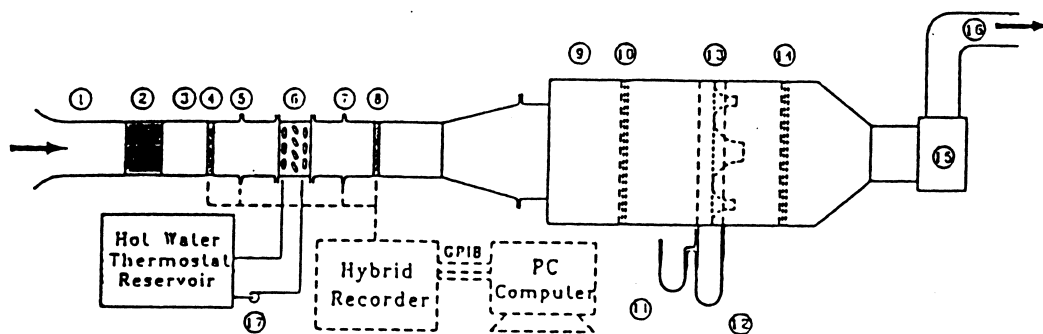 16
9 10 13 14
1 2 3 4 5 6 7 8
15
Hot Water
Thermostat
Reservoir
Hybrid
Recorder
GPIB
PC
Computer
11
17
12